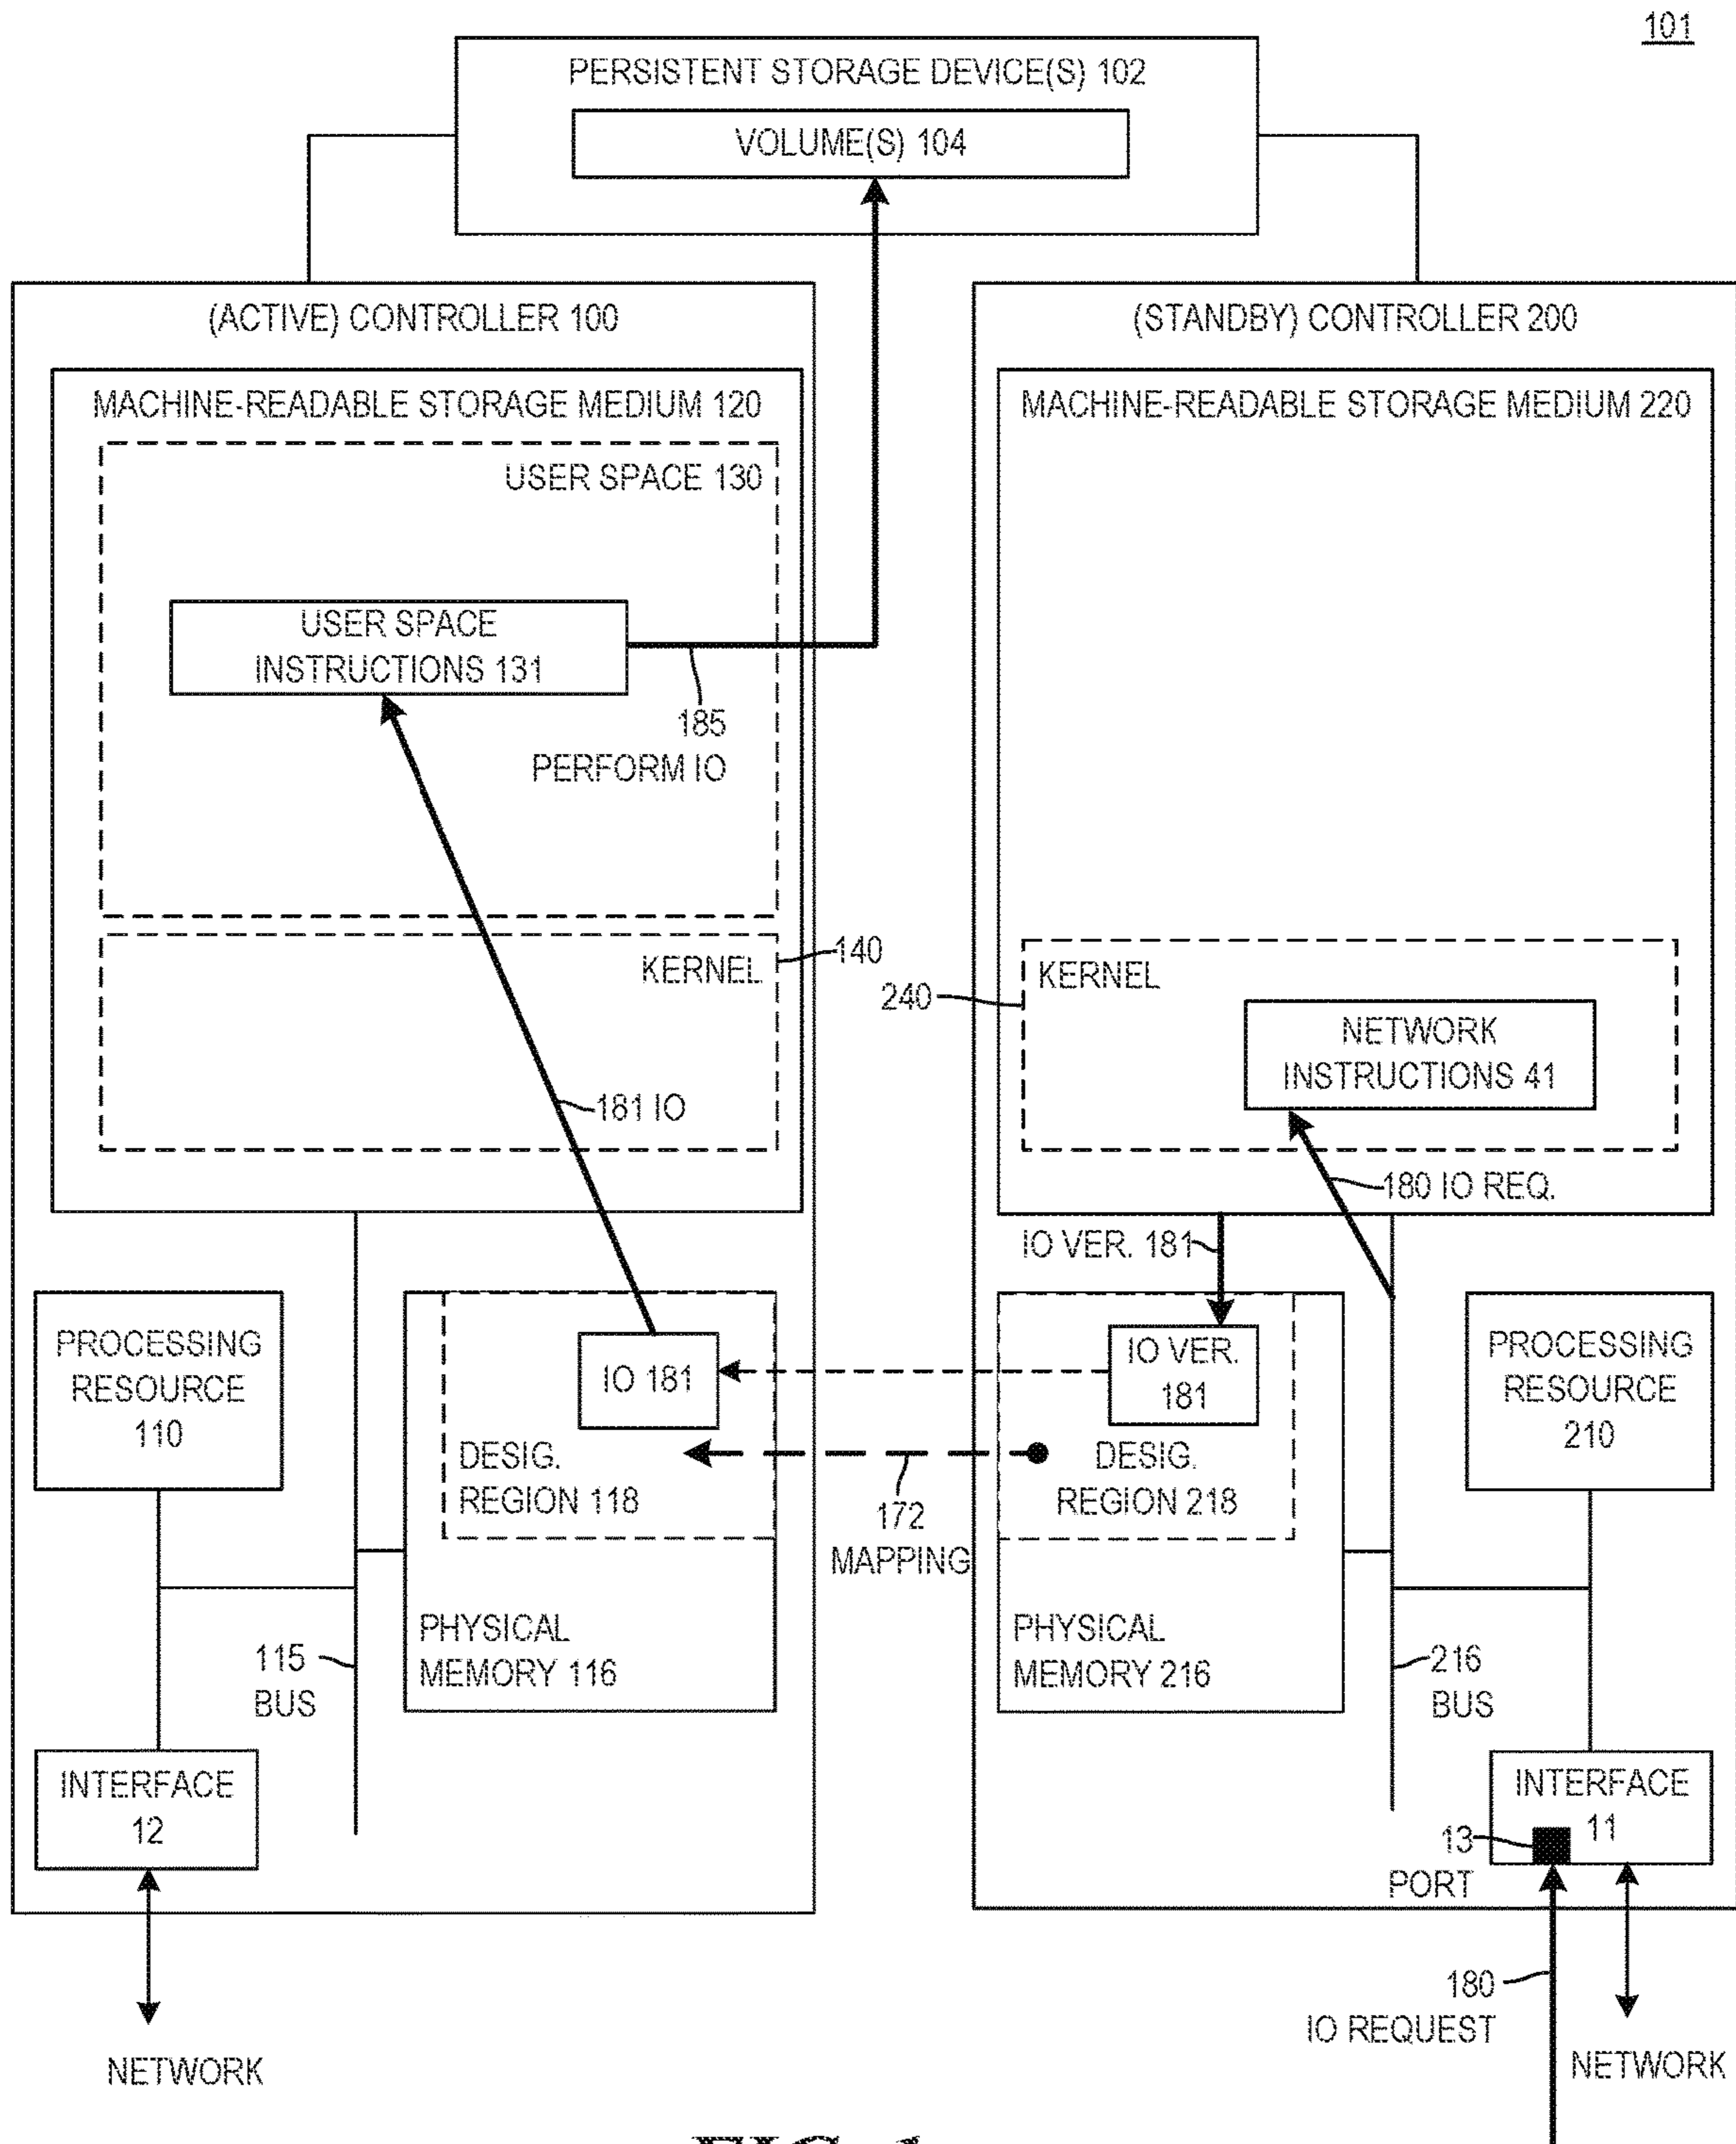 101
PERSISTENT STORAGE DEVICE(S) 102
VOLUME(S) 104
(ACTIVE) CONTROLLER 100
MACHINE-READABLE STORAGE MEDIUM 120
USER SPACE 130
USER SPACE
INSTRUCTIONS 131
185
PERFORM IO
KERNEL
140
181 IO
PROCESSING
RESOURCE
110
IO 181
DESIG.
REGION 118
PHYSICAL
MEMORY 116
115
BUS
INTERFACE
12
NETWORK
172
MAPPING
(STANDBY) CONTROLLER 200
MACHINE-READABLE STORAGE MEDIUM 220
240
KERNEL
NETWORK
INSTRUCTIONS 41
180 IO REQ.
IO VER. 181
IO VER.
181
DESIG.
REGION 218
PHYSICAL
MEMORY 216
PROCESSING
RESOURCE
210
216
BUS
INTERFACE
11
13
PORT
180
IO REQUEST
NETWORK